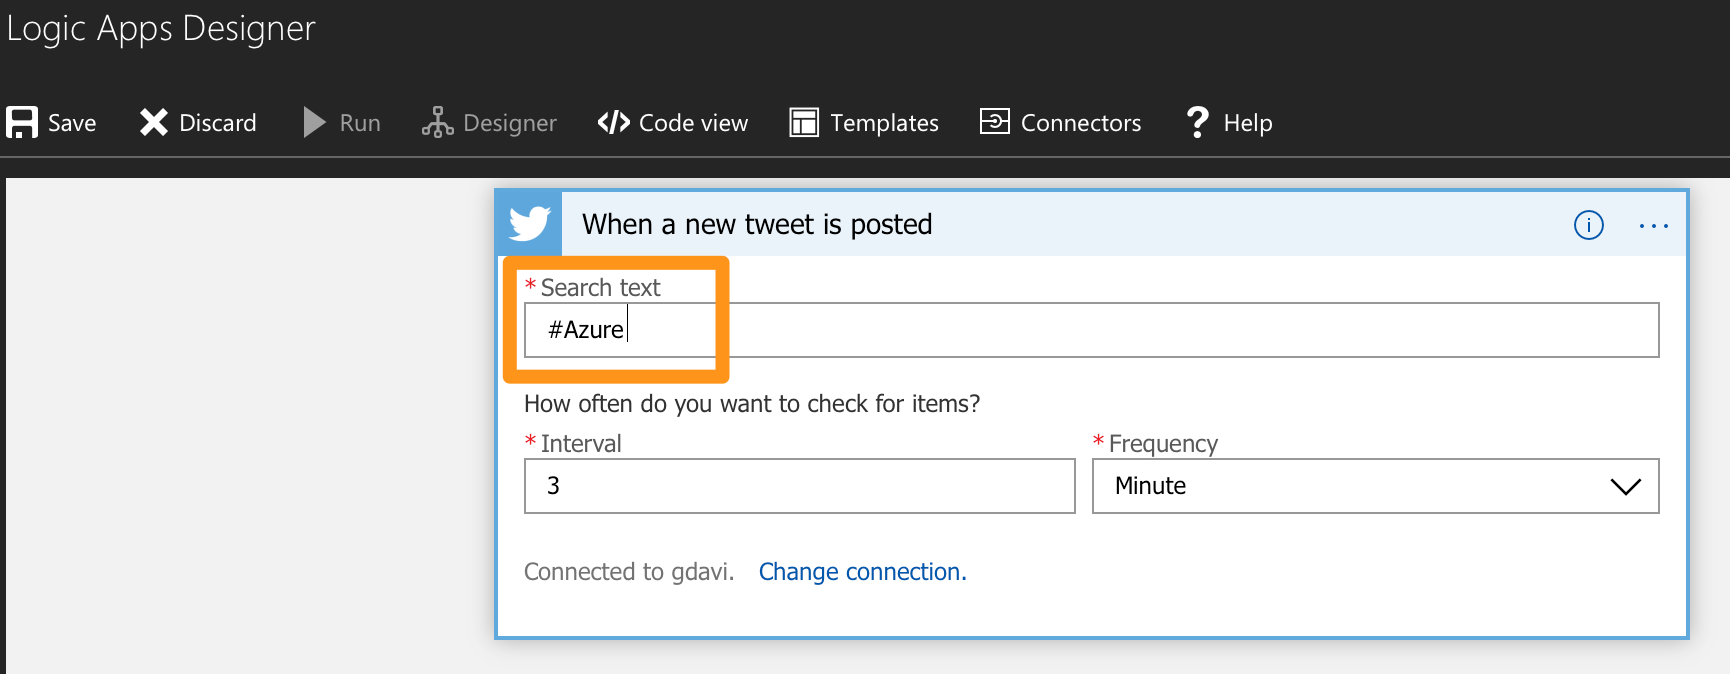 Logic Apps Designer
Save Discard Run Designer Code view Templates Connectors Help
When a new tweet is posted
* Search text
#Azure
How often do you want to check for items?
* Interval * Frequency
3 Minute
Connected to gdavi. Change connection.